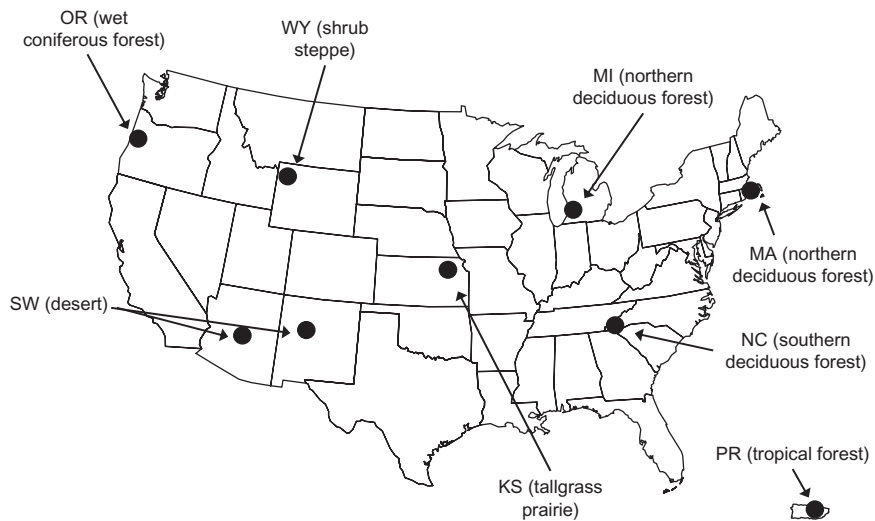 OR (wet
coniferous forest)
WY (shrub
steppe)
MI (northern
deciduous forest)
MA (northern
deciduous forest)
SW (desert)
NC (southern
deciduous forest)
PR (tropical forest)
KS (tallgrass
prairie)